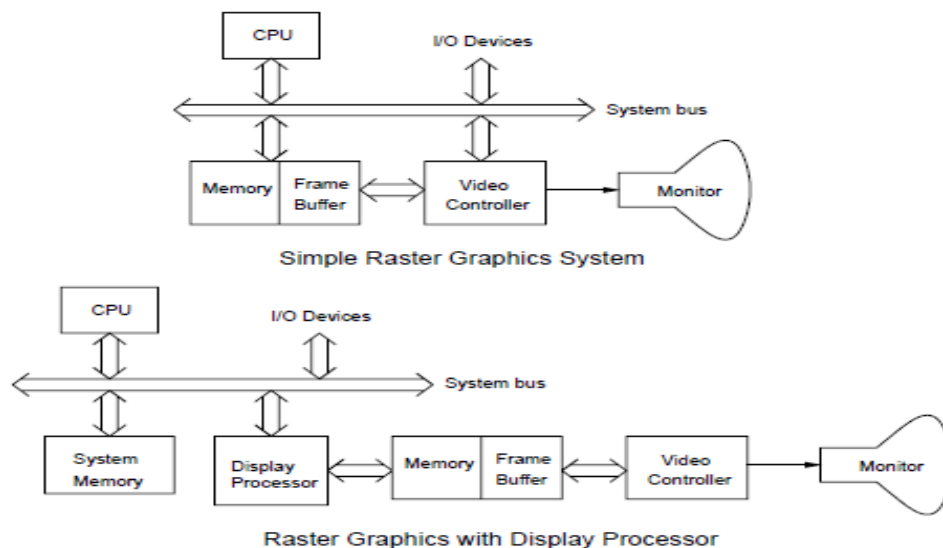 CPU
I/O Devices
System bus
Memory
Frame
Buffer
Video
Controller
Monitor
Simple Raster Graphics System
CPU
I/O Devices
System bus
System
Memory
Display
Processor
Memory
Frame
Buffer
Video
Controller
Monitor
Raster Graphics with Display Processor